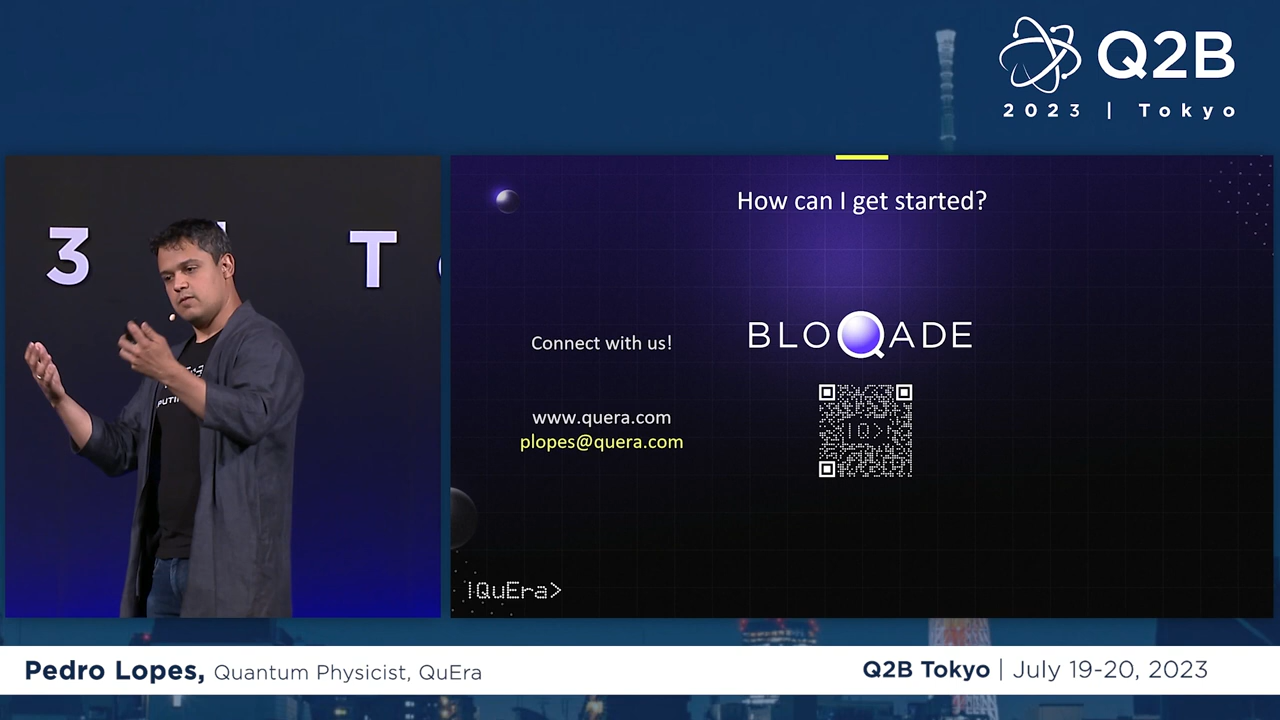 Q2B
2023 | Tokyo
3
T
How can I get started?
BLOQADE
Connect with us!
www.quera.com
plopes@quera.com
|Q>
|QuEra>
Pedro Lopes, Quantum Physicist, QuEra
Q2B Tokyo | July 19-20, 2023